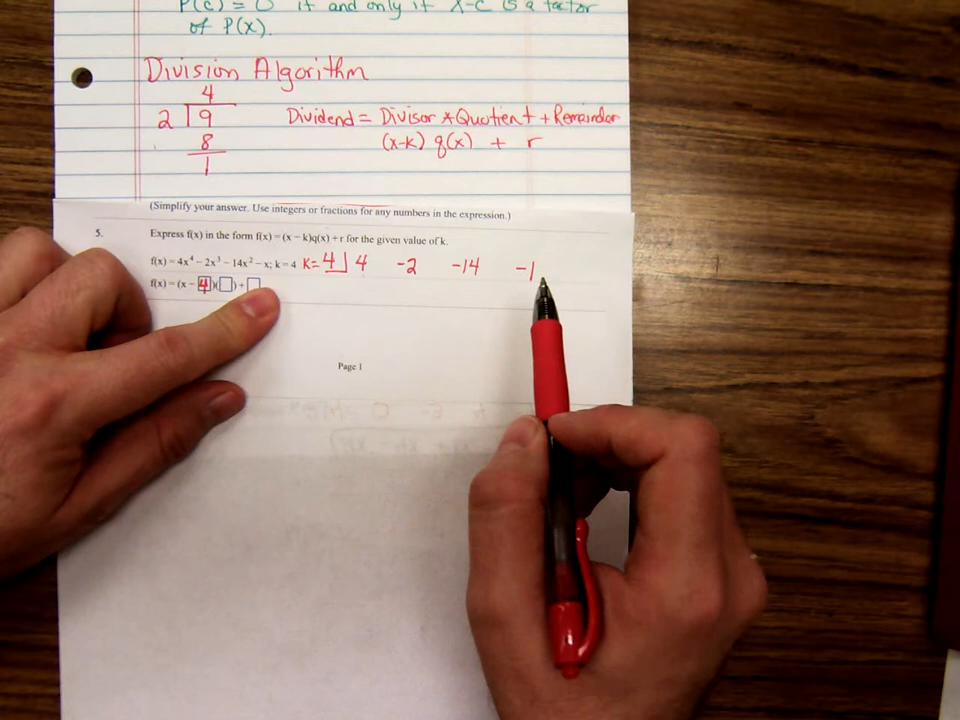 P(c) = 0 if and only if x-c is a factor
of P(x).
Division Algorithm
4
2 9 Dividend = Divisor * Quotient + Remainder
8 (x-k) q(x) + r
1
(Simplify your answer. Use integers or fractions for any numbers in the expression.)
5. Express f(x) in the form f(x) = (x − k)q(x) + r for the given value of k.
f(x) = 4x⁴ − 2x³ − 14x² − x; k = 4 K= 4 4 -2 -14 -1
f(x) = (x − 4)( ) +
Page 1